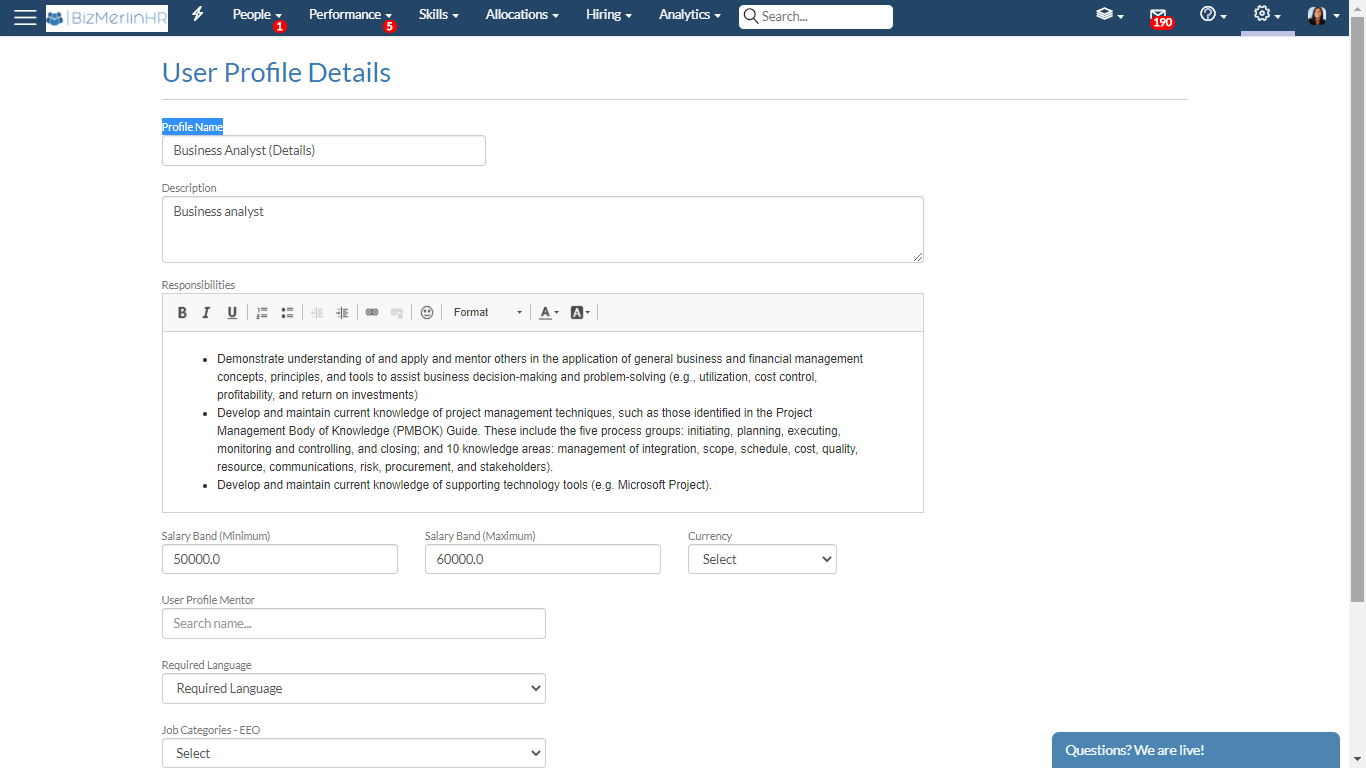 BizMerlinHR
People
1
Performance
5
Skills
Allocations
Hiring
Analytics
Search...
190
User Profile Details
Profile Name
Business Analyst (Details)
Description
Business analyst
Responsibilities
B I U Format A A
Demonstrate understanding of and apply and mentor others in the application of general business and financial management
concepts, principles, and tools to assist business decision-making and problem-solving (e.g., utilization, cost control,
profitability, and return on investments)
Develop and maintain current knowledge of project management techniques, such as those identified in the Project
Management Body of Knowledge (PMBOK) Guide. These include the five process groups: initiating, planning, executing,
monitoring and controlling, and closing; and 10 knowledge areas: management of integration, scope, schedule, cost, quality,
resource, communications, risk, procurement, and stakeholders).
Develop and maintain current knowledge of supporting technology tools (e.g. Microsoft Project).
Salary Band (Minimum)
50000.0
Salary Band (Maximum)
60000.0
Currency
Select
User Profile Mentor
Search name...
Required Language
Required Language
Job Categories - EEO
Select
Questions? We are live!